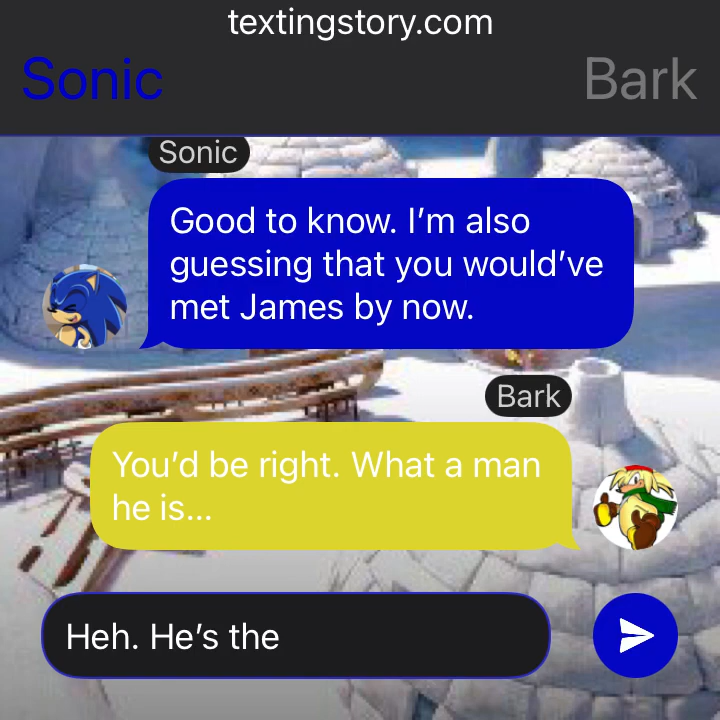 textingstory.com
Sonic Bark
Sonic
Good to know. I’m also
guessing that you would’ve
met James by now.
Bark
You’d be right. What a man
he is...
Heh. He’s the